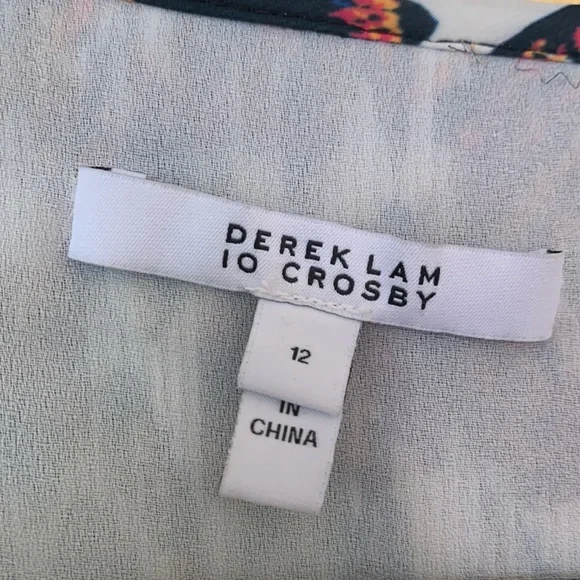 DEREK LAM
10 CROSBY
12
IN
CHINA